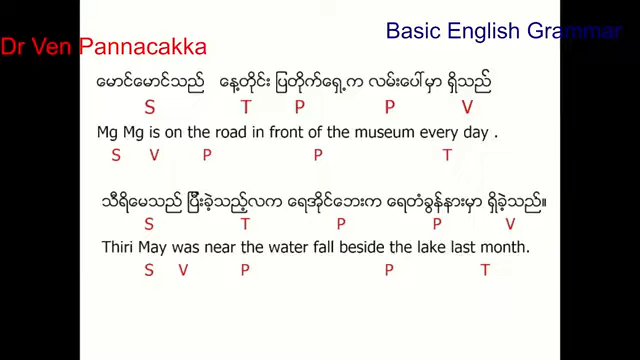 Basic English Grammar
Dr Ven Pannacakka
မောင်မောင်သည် နေ့တိုင်း ပြတိုက်ရှေ့က လမ်းပေါ်မှာ ရှိသည်
S T P P V
Mg Mg is on the road in front of the museum every day .
S V P P T
သီရိမေသည် ပြီးခဲ့သည့်လက ရေအိုင်ဘေးက ရေတံခွန်နားမှာ ရှိခဲ့သည်။
S T P P V
Thiri May was near the water fall beside the lake last month.
S V P P T